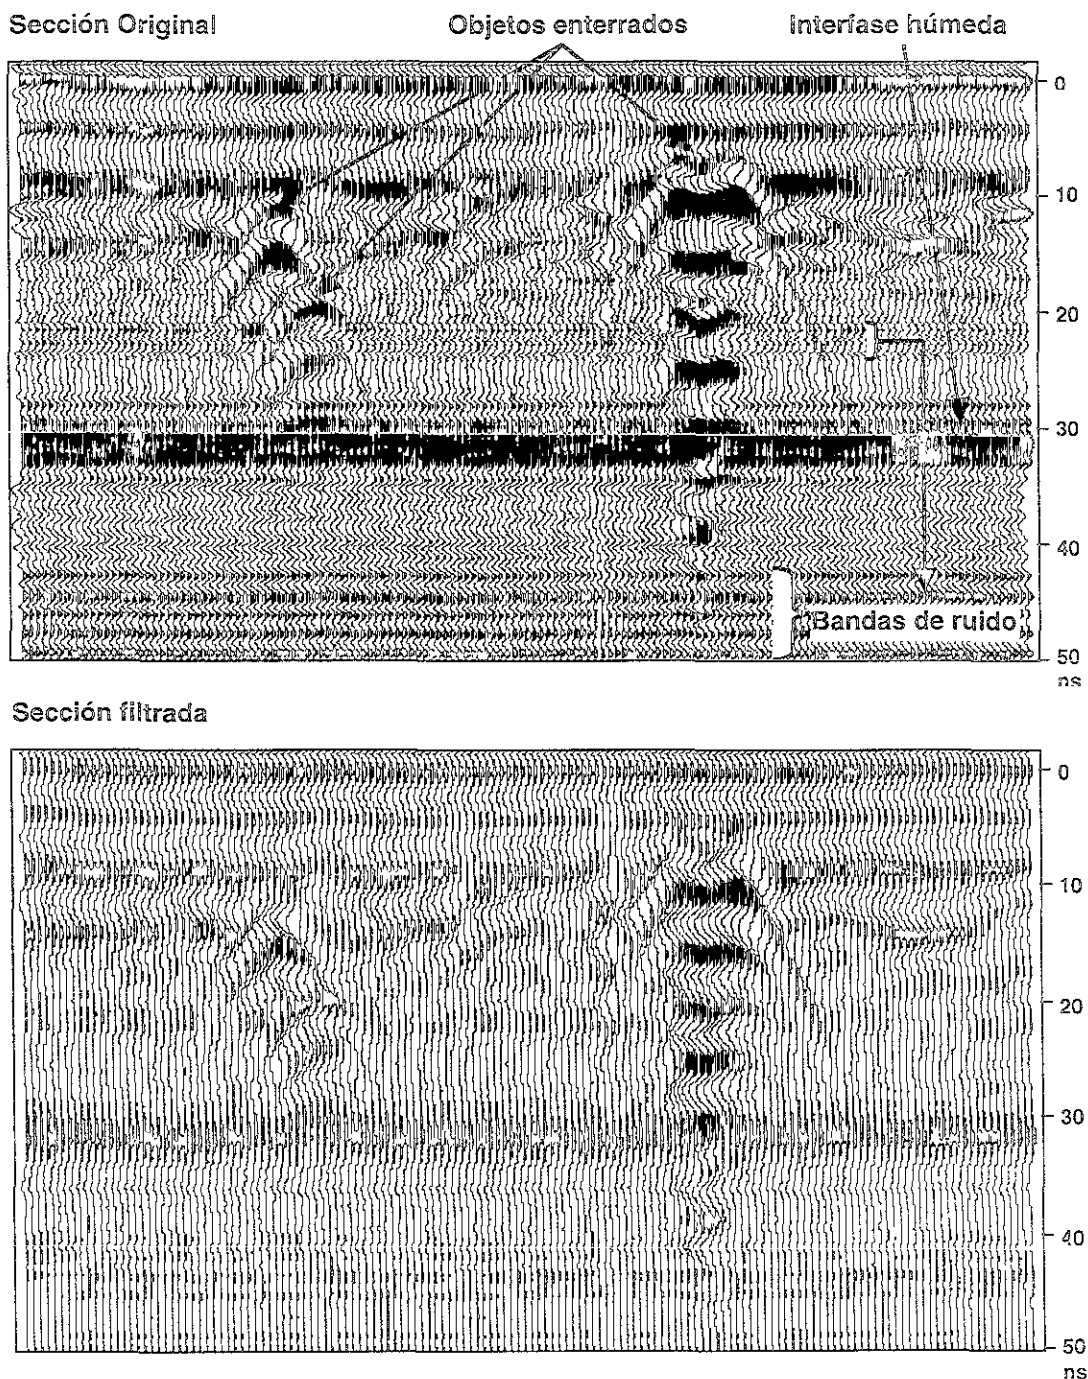 Sección Original Objetos enterrados Interfase húmeda
0
10
20
30
40
Bandas de ruido
50
ns
Sección filtrada
0
10
20
30
40
50
ns